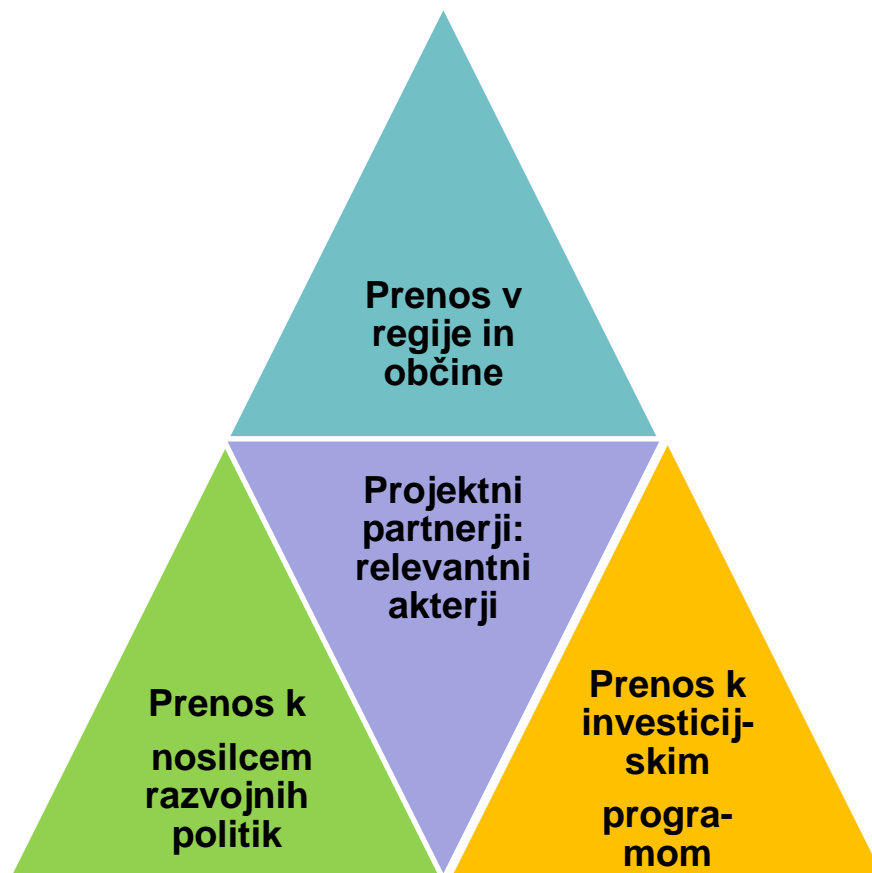 Prenos v
regije in
občine
Projektni
partnerji:
relevantni
akterji
Prenos k
nosilcem
razvojnih
politik
Prenos k
investicij-
skim
progra-
mom